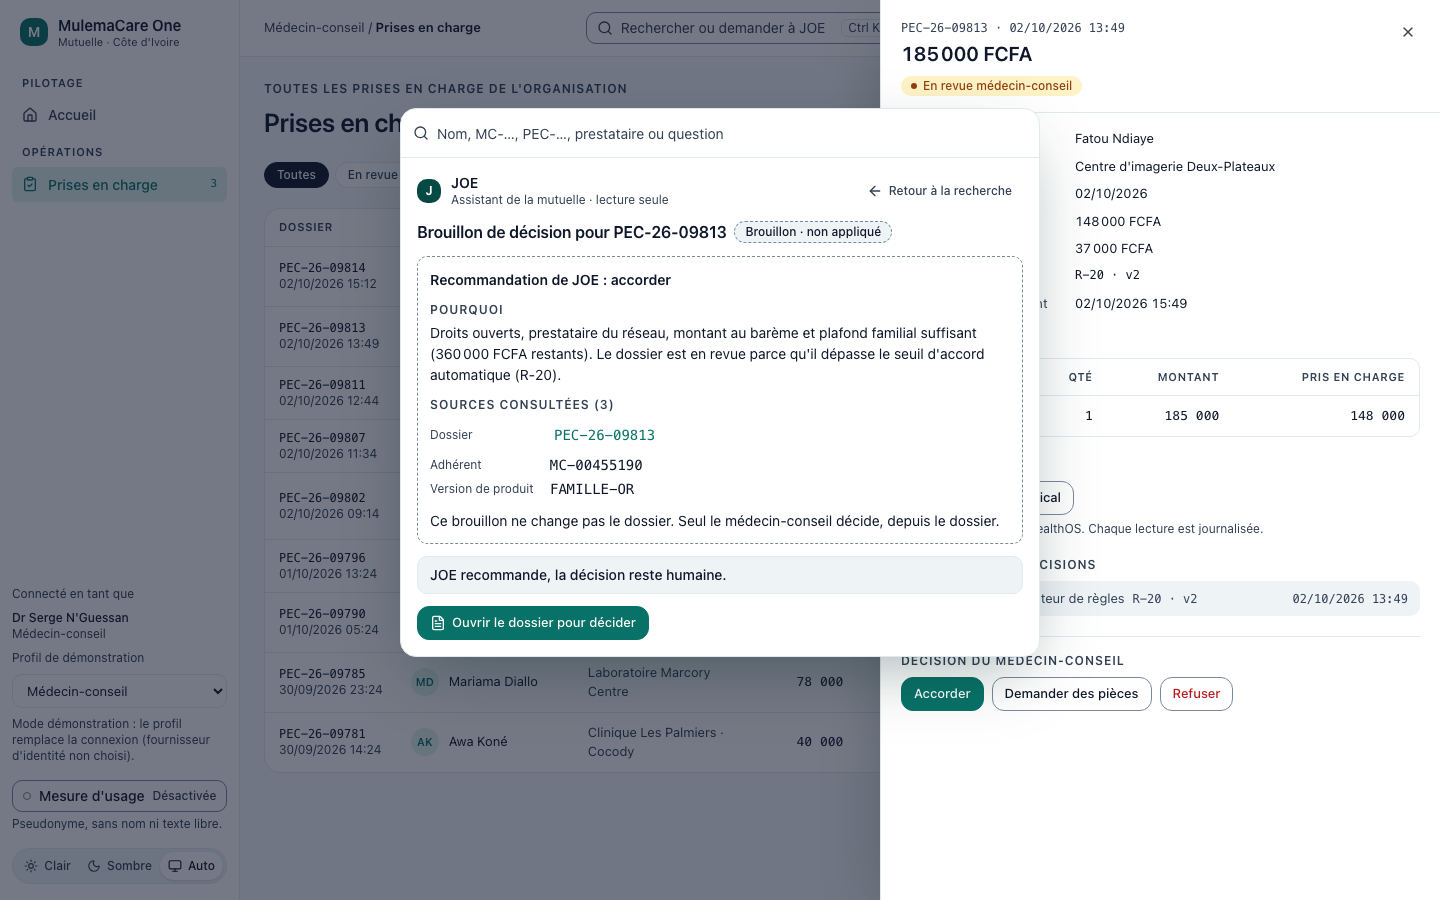 M
MulemaCare One
Mutuelle · Côte d'Ivoire
PILOTAGE
Accueil
OPÉRATIONS
Prises en charge 3
Connecté en tant que
Dr Serge N'Guessan
Médecin-conseil
Profil de démonstration
Médecin-conseil
Mode démonstration : le profil
remplace la connexion (fournisseur
d'identité non choisi).
Mesure d'usage Désactivée
Pseudonyme, sans nom ni texte libre.
Clair Sombre Auto
Médecin-conseil / Prises en charge
Rechercher ou demander à JOE Ctrl K
TOUTES LES PRISES EN CHARGE DE L'ORGANISATION
Prises en ch
Toutes En revue
DOSSIER
PEC-26-09814
02/10/2026 15:12
PEC-26-09813
02/10/2026 13:49
PEC-26-09811
02/10/2026 12:44
PEC-26-09807
02/10/2026 11:34
PEC-26-09802
02/10/2026 09:14
PEC-26-09796
01/10/2026 13:24
PEC-26-09790
01/10/2026 05:24
PEC-26-09785
30/09/2026 23:24
MD Mariama Diallo
Laboratoire Marcory
Centre
78 000
PEC-26-09781
30/09/2026 14:24
AK Awa Koné
Clinique Les Palmiers ·
Cocody
40 000
Nom, MC-…, PEC-…, prestataire ou question
J
JOE
Assistant de la mutuelle · lecture seule
Retour à la recherche
Brouillon de décision pour PEC-26-09813 Brouillon · non appliqué
Recommandation de JOE : accorder
POURQUOI
Droits ouverts, prestataire du réseau, montant au barème et plafond familial suffisant
(360 000 FCFA restants). Le dossier est en revue parce qu'il dépasse le seuil d'accord
automatique (R-20).
SOURCES CONSULTÉES (3)
Dossier PEC-26-09813
Adhérent MC-00455190
Version de produit FAMILLE-OR
Ce brouillon ne change pas le dossier. Seul le médecin-conseil décide, depuis le dossier.
JOE recommande, la décision reste humaine.
Ouvrir le dossier pour décider
PEC-26-09813 · 02/10/2026 13:49
185 000 FCFA
En revue médecin-conseil
Fatou Ndiaye
Centre d'imagerie Deux-Plateaux
02/10/2026
148 000 FCFA
37 000 FCFA
R-20 · v2
nt 02/10/2026 15:49
QTÉ MONTANT PRIS EN CHARGE
1 185 000 148 000
ical
ealthOS. Chaque lecture est journalisée.
CISIONS
teur de règles R-20 · v2 02/10/2026 13:49
DÉCISION DU MÉDECIN-CONSEIL
Accorder Demander des pièces Refuser